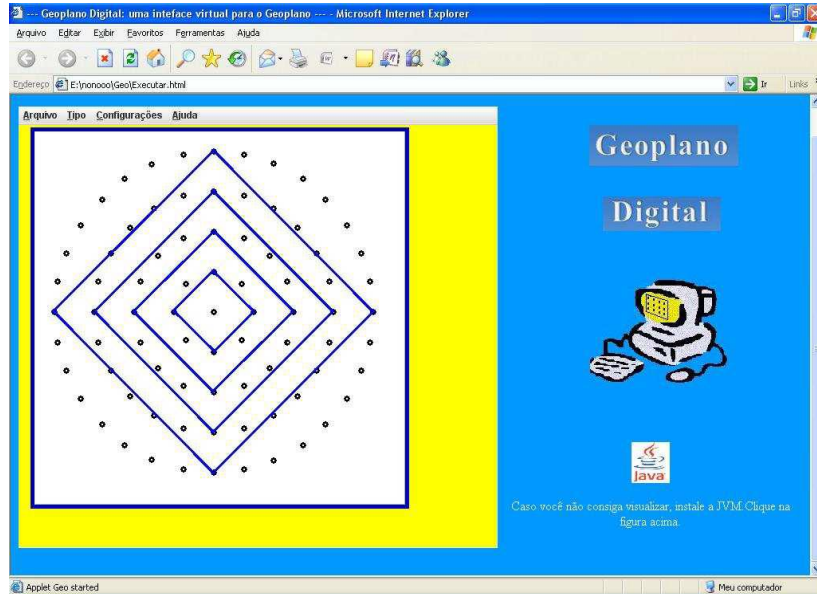 --- Geoplano Digital: uma inteface virtual para o Geoplano --- - Microsoft Internet Explorer
Arquivo Editar Exibir Favoritos Ferramentas Ajuda
Endereço E:\nonooo\Geo\Executar.html Ir Links
Arquivo Tipo Configurações Ajuda
Geoplano
Digital
Java
Caso você não consiga visualizar, instale a JVM.Clique na
figura acima.
Applet Geo started Meu computador